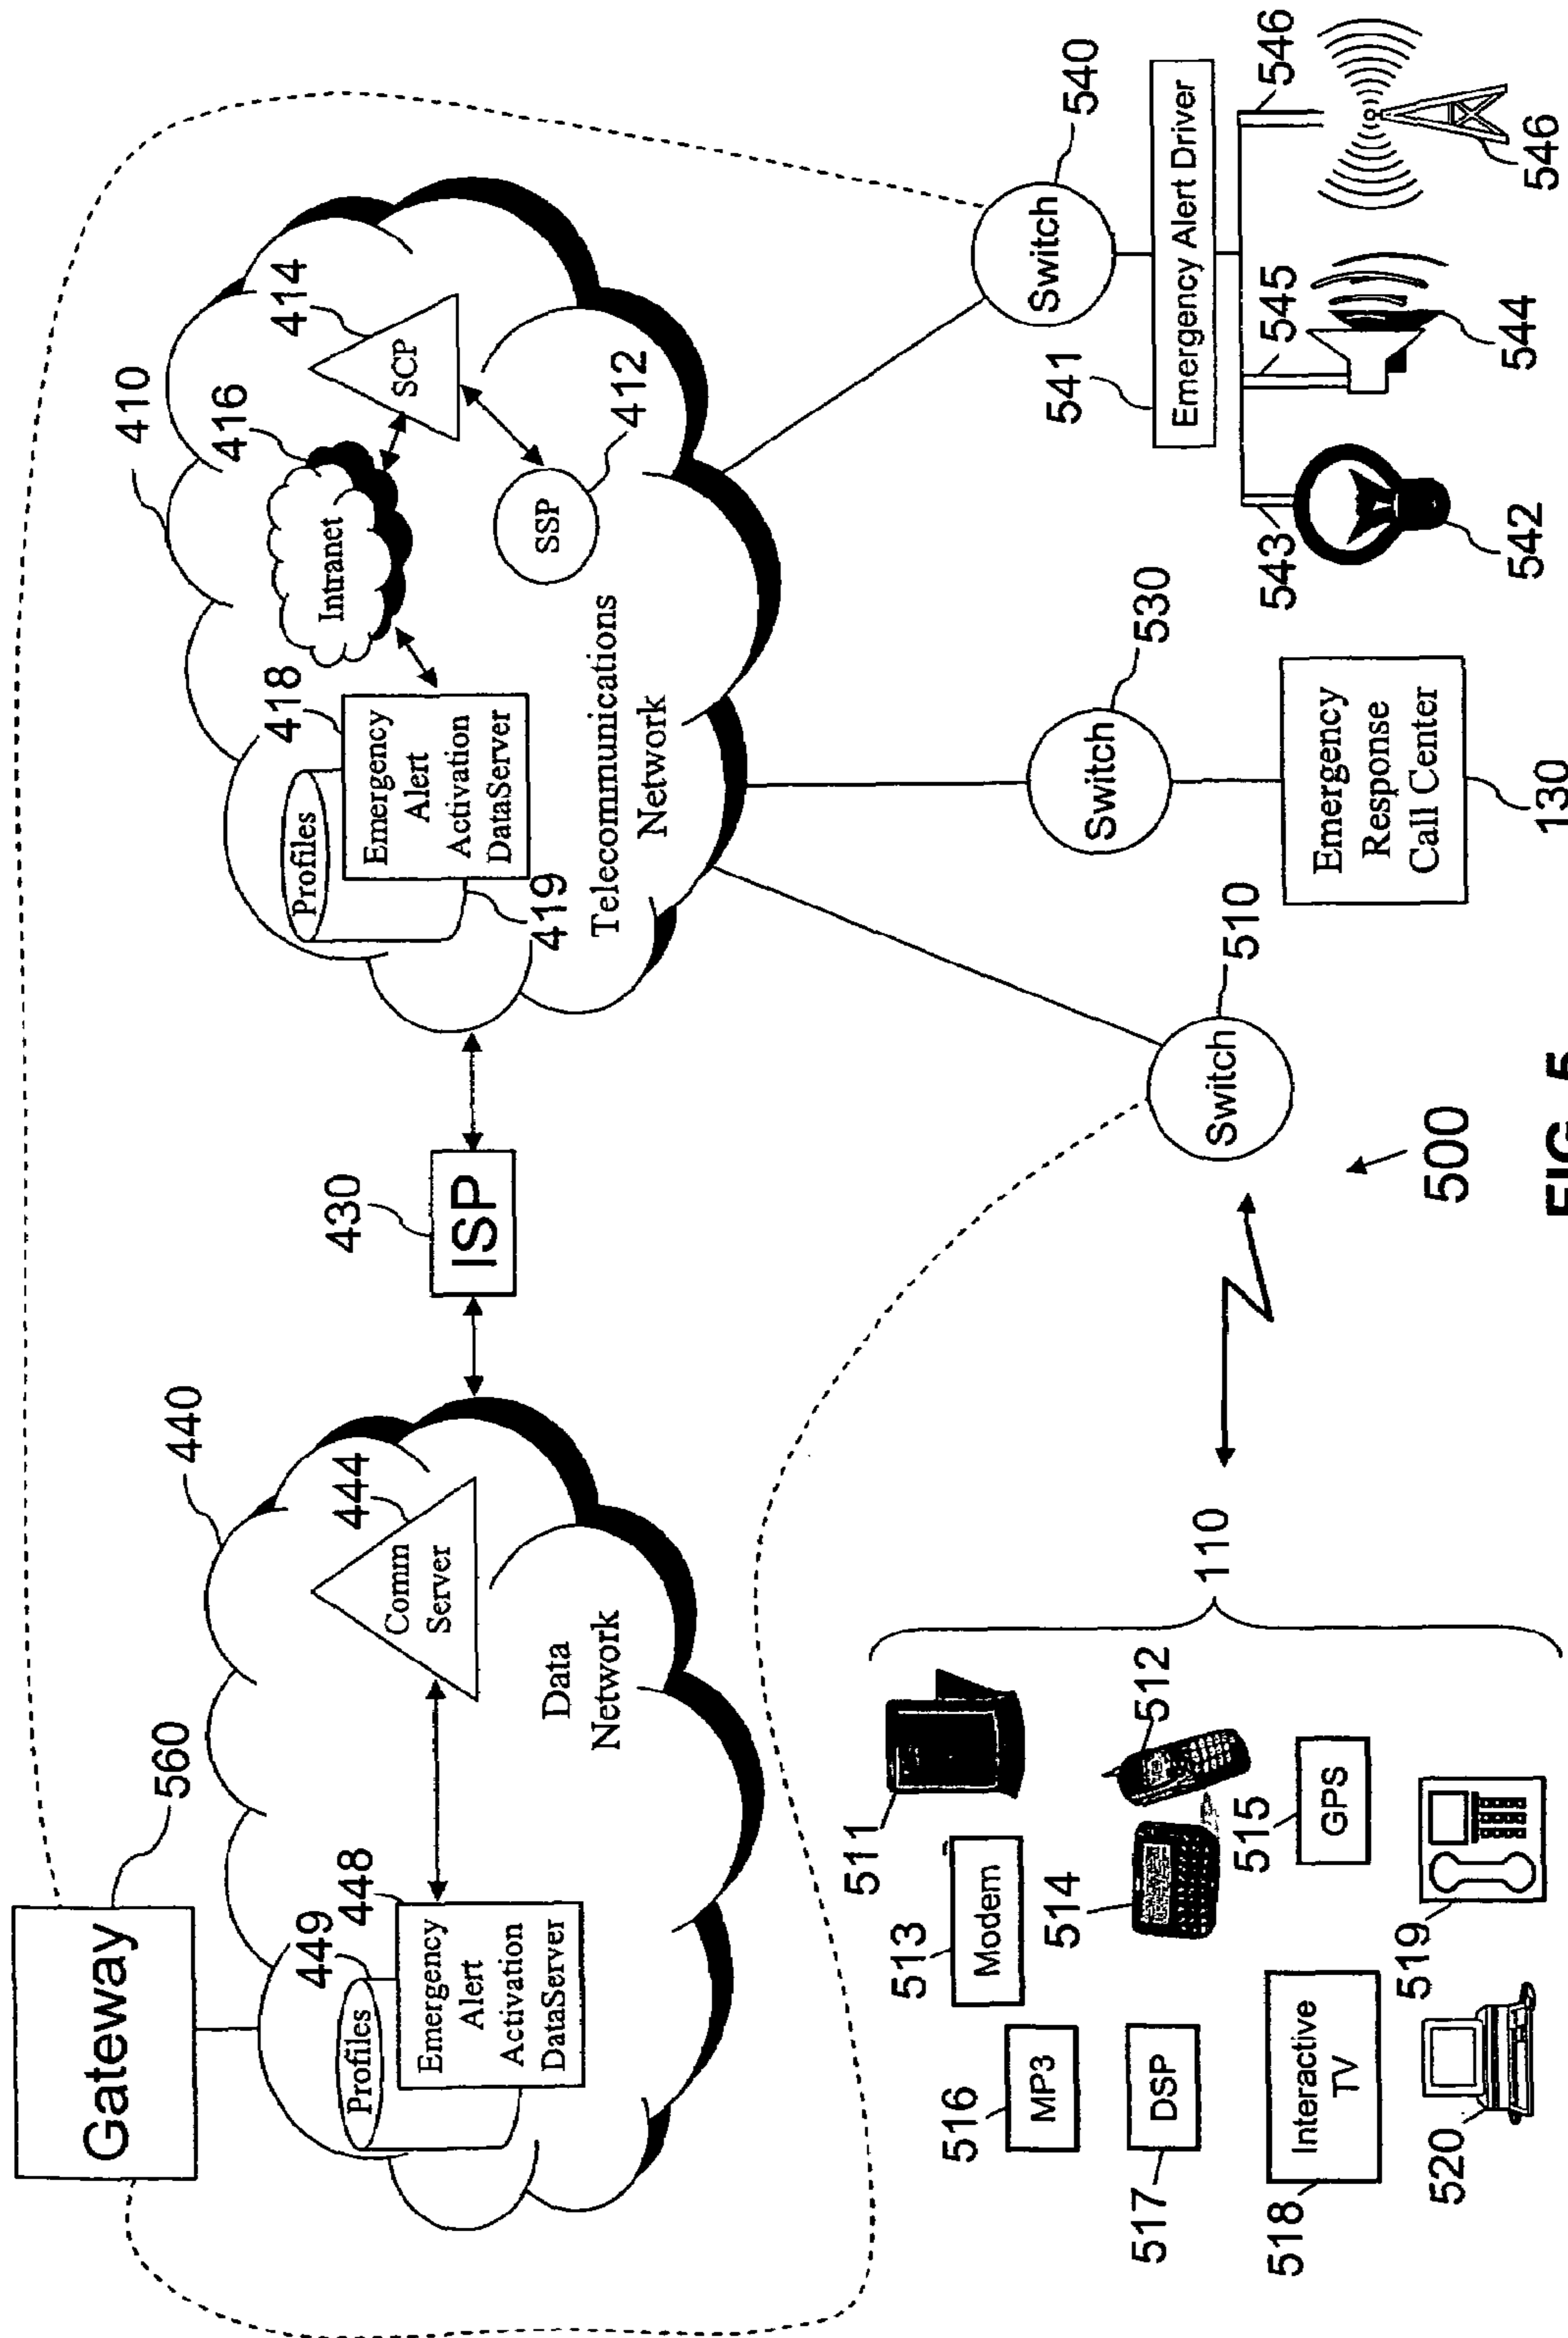 Gateway
560
440
449
448
Profiles
Emergency
Alert
Activation
DataServer
444
Comm
Server
Data
Network
430
ISP
410
416
414
418
419
412
Profiles
Emergency
Alert
Activation
DataServer
Intranet
SCP
SSP
Telecommunications
Network
Switch
510
Switch
530
Switch
540
Emergency
Response
Call Center
130
541
Emergency Alert Driver
543
542
545
544
546
546
110
511
512
513
Modem
514
515
GPS
516
MP3
517
DSP
518
Interactive
TV
519
520
500
FIG. 5